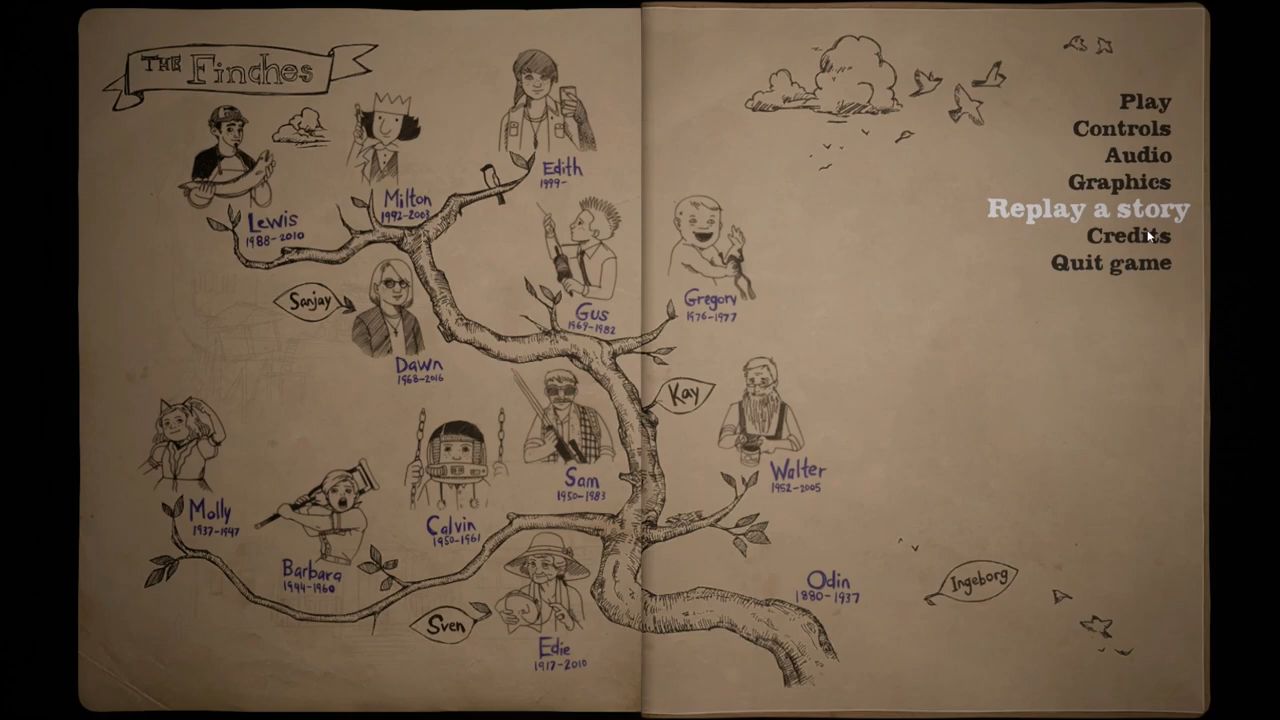 THE Finches
Edith
1999-
Milton
1992-2003
Lewis
1988-2010
Sanjay
Dawn
1968-2016
Gus
1969-1982
Gregory
1976-1977
Kay
Sam
1950-1983
Walter
1952-2005
Molly
1937-1947
Barbara
1944-1960
Calvin
1950-1961
Sven
Edie
1917-2010
Odin
1880-1937
Ingeborg
Play
Controls
Audio
Graphics
Replay a story
Credits
Quit game